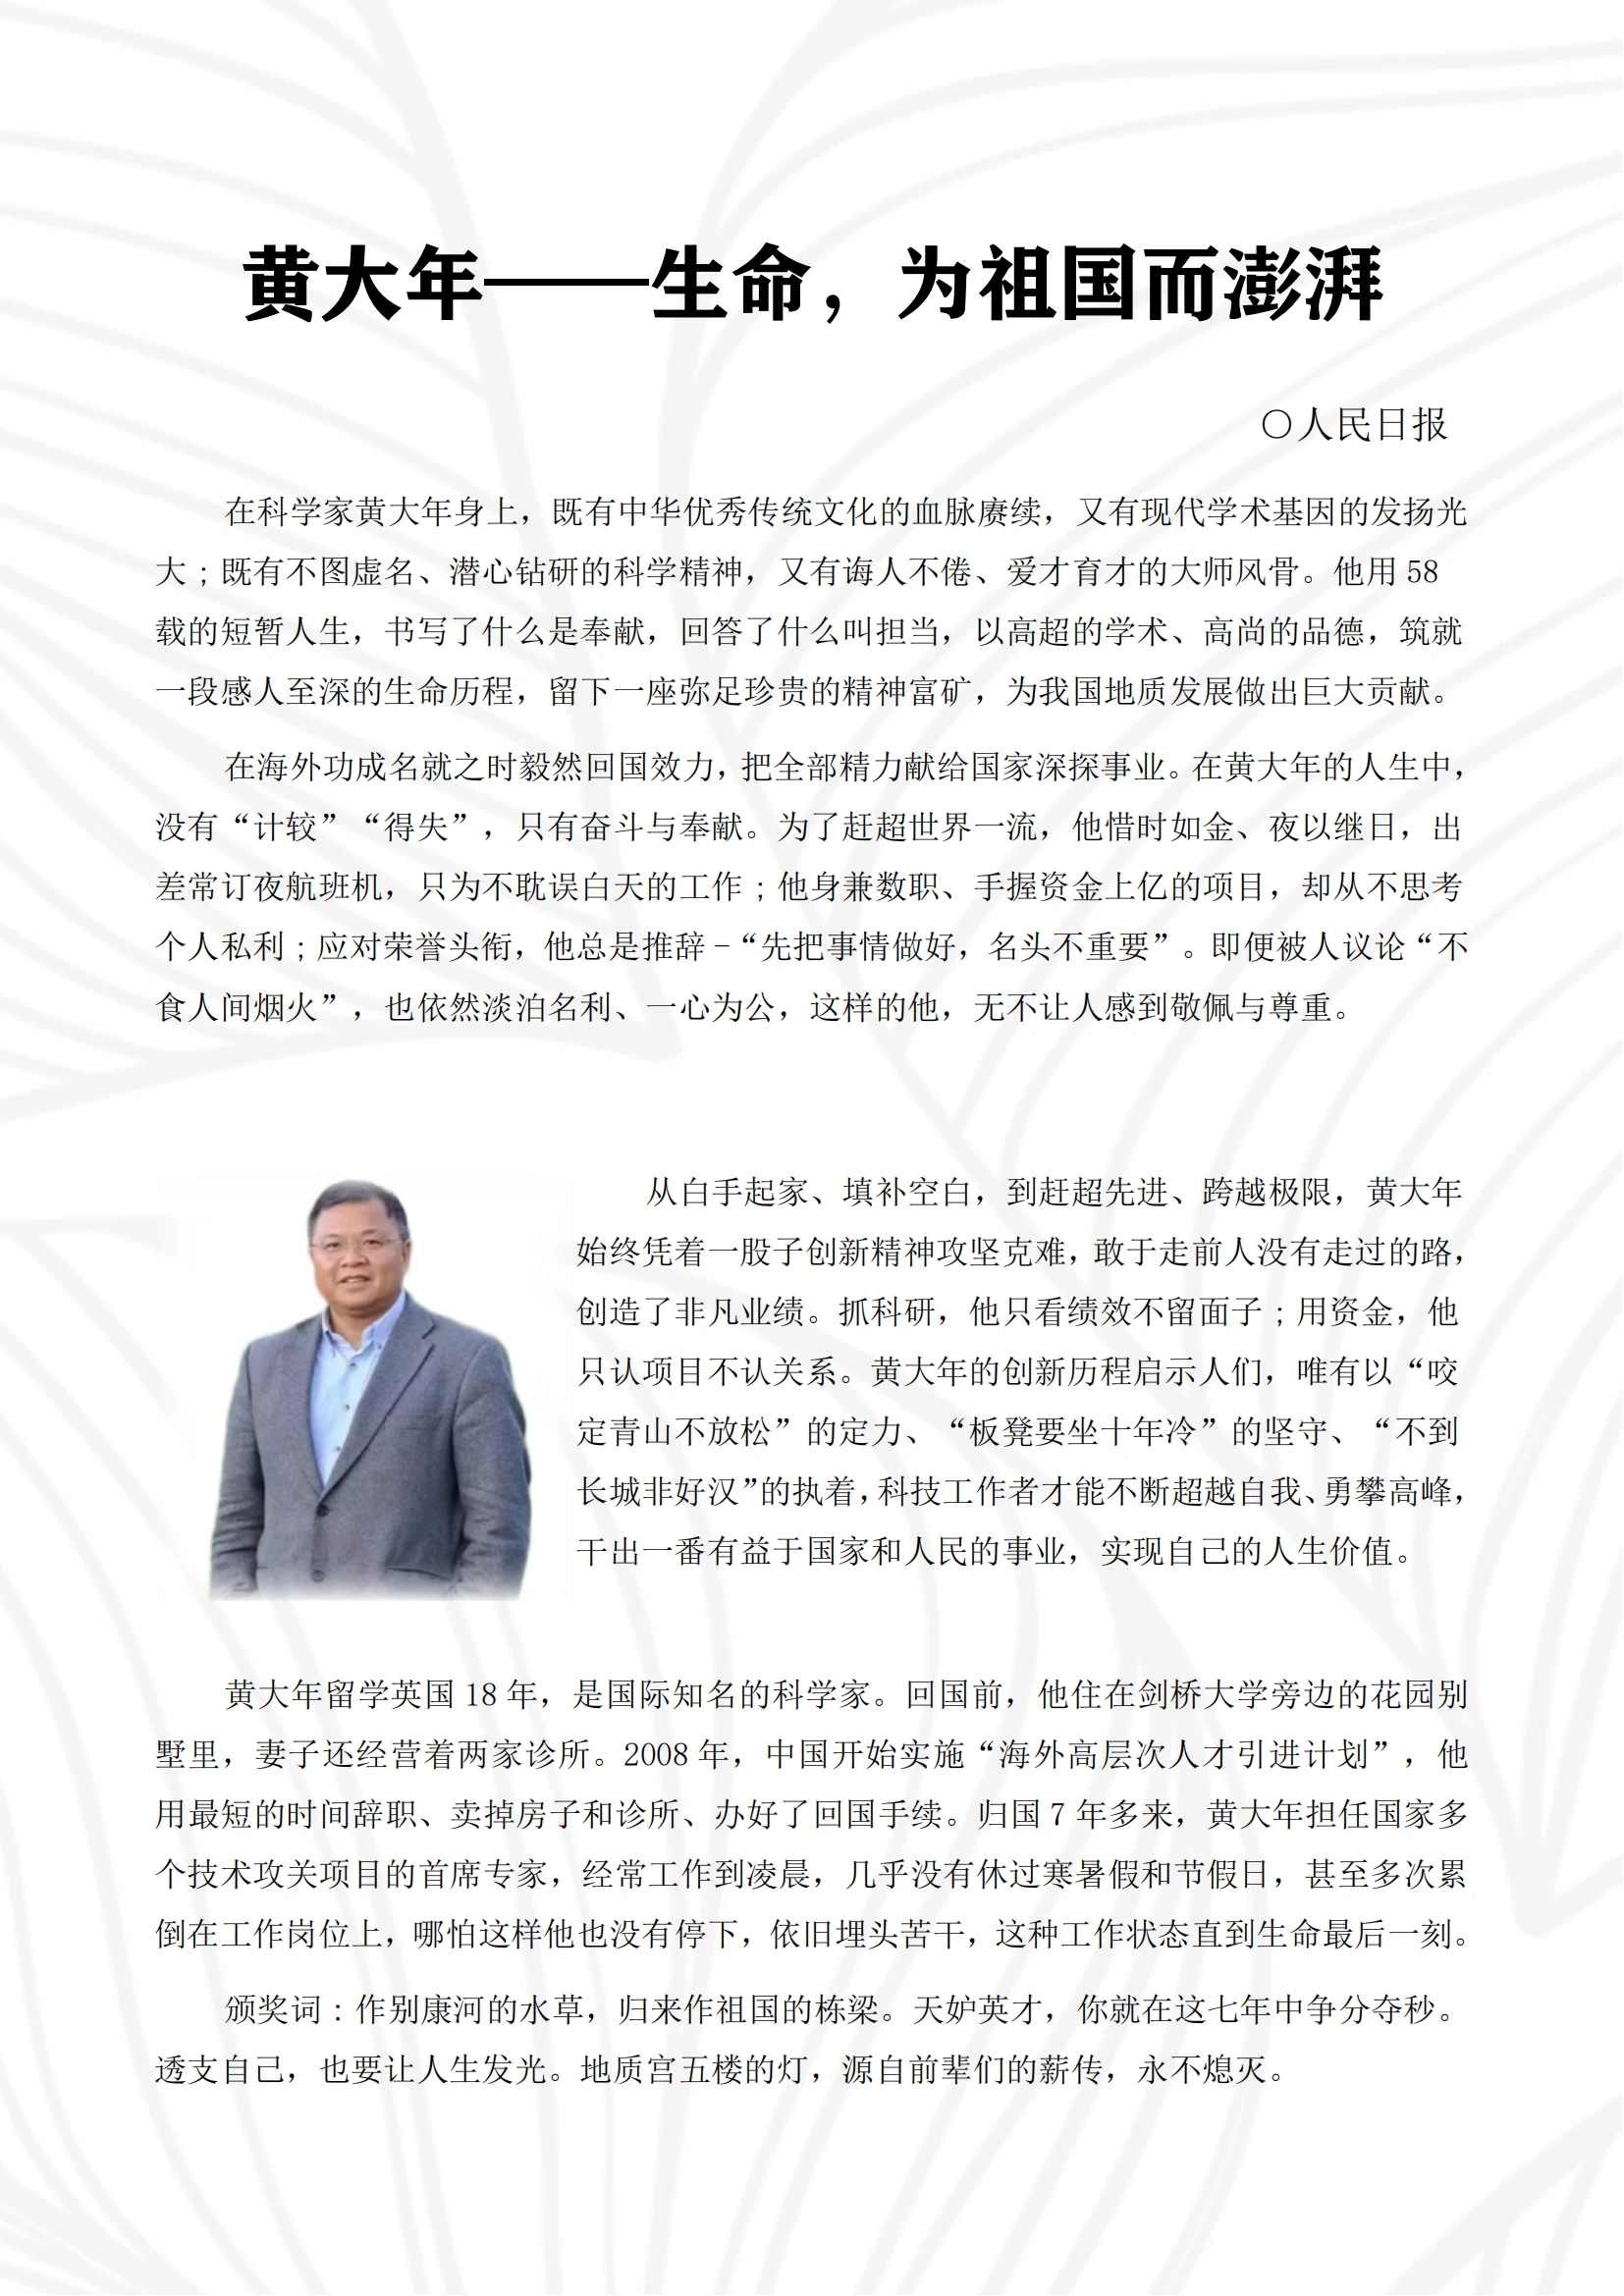 黄大年——生命，为祖国而澎湃
〇人民日报
在科学家黄大年身上，既有中华优秀传统文化的血脉赓续，又有现代学术基因的发扬光
大；既有不图虚名、潜心钻研的科学精神，又有诲人不倦、爱才育才的大师风骨。他用 58
载的短暂人生，书写了什么是奉献，回答了什么叫担当，以高超的学术、高尚的品德，筑就
一段感人至深的生命历程，留下一座弥足珍贵的精神富矿，为我国地质发展做出巨大贡献。
在海外功成名就之时毅然回国效力，把全部精力献给国家深探事业。在黄大年的人生中，
没有“计较”“得失”，只有奋斗与奉献。为了赶超世界一流，他惜时如金、夜以继日，出
差常订夜航班机，只为不耽误白天的工作；他身兼数职、手握资金上亿的项目，却从不思考
个人私利；应对荣誉头衔，他总是推辞–“先把事情做好，名头不重要”。即便被人议论“不
食人间烟火”，也依然淡泊名利、一心为公，这样的他，无不让人感到敬佩与尊重。
从白手起家、填补空白，到赶超先进、跨越极限，黄大年
始终凭着一股子创新精神攻坚克难，敢于走前人没有走过的路，
创造了非凡业绩。抓科研，他只看绩效不留面子；用资金，他
只认项目不认关系。黄大年的创新历程启示人们，唯有以“咬
定青山不放松”的定力、“板凳要坐十年冷”的坚守、“不到
长城非好汉”的执着，科技工作者才能不断超越自我、勇攀高峰，
干出一番有益于国家和人民的事业，实现自己的人生价值。
黄大年留学英国 18 年，是国际知名的科学家。回国前，他住在剑桥大学旁边的花园别
墅里，妻子还经营着两家诊所。2008 年，中国开始实施“海外高层次人才引进计划”，他
用最短的时间辞职、卖掉房子和诊所、办好了回国手续。归国 7 年多来，黄大年担任国家多
个技术攻关项目的首席专家，经常工作到凌晨，几乎没有休过寒暑假和节假日，甚至多次累
倒在工作岗位上，哪怕这样他也没有停下，依旧埋头苦干，这种工作状态直到生命最后一刻。
颁奖词：作别康河的水草，归来作祖国的栋梁。天妒英才，你就在这七年中争分夺秒。
透支自己，也要让人生发光。地质宫五楼的灯，源自前辈们的薪传，永不熄灭。